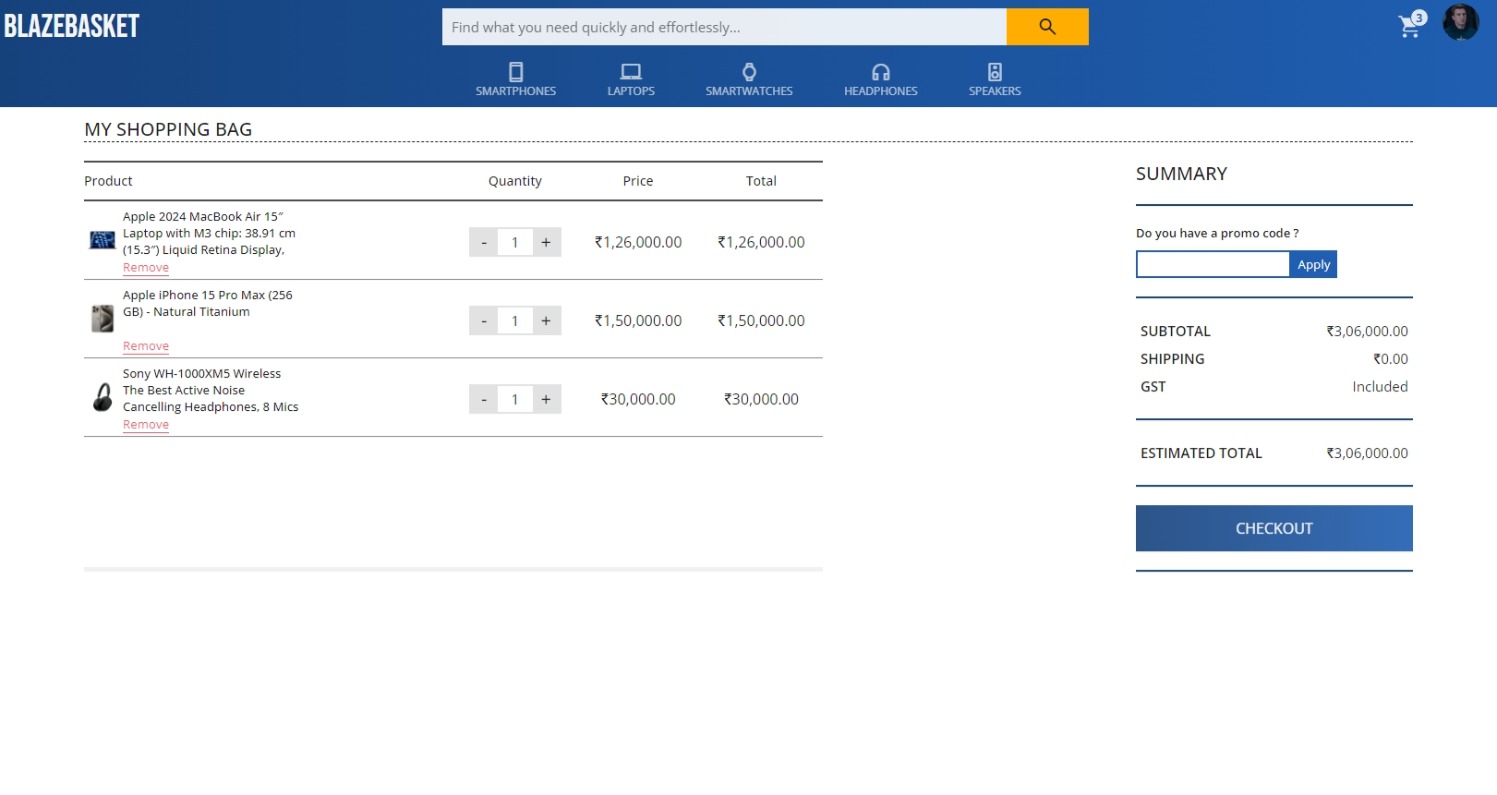 BLAZEBASKET
Find what you need quickly and effortlessly...
3
SMARTPHONES LAPTOPS SMARTWATCHES HEADPHONES SPEAKERS
MY SHOPPING BAG
Product Quantity Price Total
Apple 2024 MacBook Air 15″
Laptop with M3 chip: 38.91 cm
(15.3″) Liquid Retina Display,
Remove
- 1 + ₹1,26,000.00 ₹1,26,000.00
Apple iPhone 15 Pro Max (256
GB) - Natural Titanium
Remove
- 1 + ₹1,50,000.00 ₹1,50,000.00
Sony WH-1000XM5 Wireless
The Best Active Noise
Cancelling Headphones, 8 Mics
Remove
- 1 + ₹30,000.00 ₹30,000.00
SUMMARY
Do you have a promo code ?
Apply
SUBTOTAL ₹3,06,000.00
SHIPPING ₹0.00
GST Included
ESTIMATED TOTAL ₹3,06,000.00
CHECKOUT